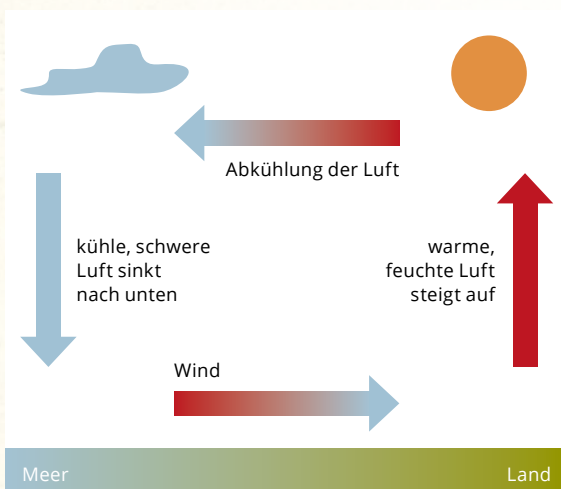 Abkühlung der Luft
kühle, schwere
Luft sinkt
nach unten
warme,
feuchte Luft
steigt auf
Wind
Meer
Land